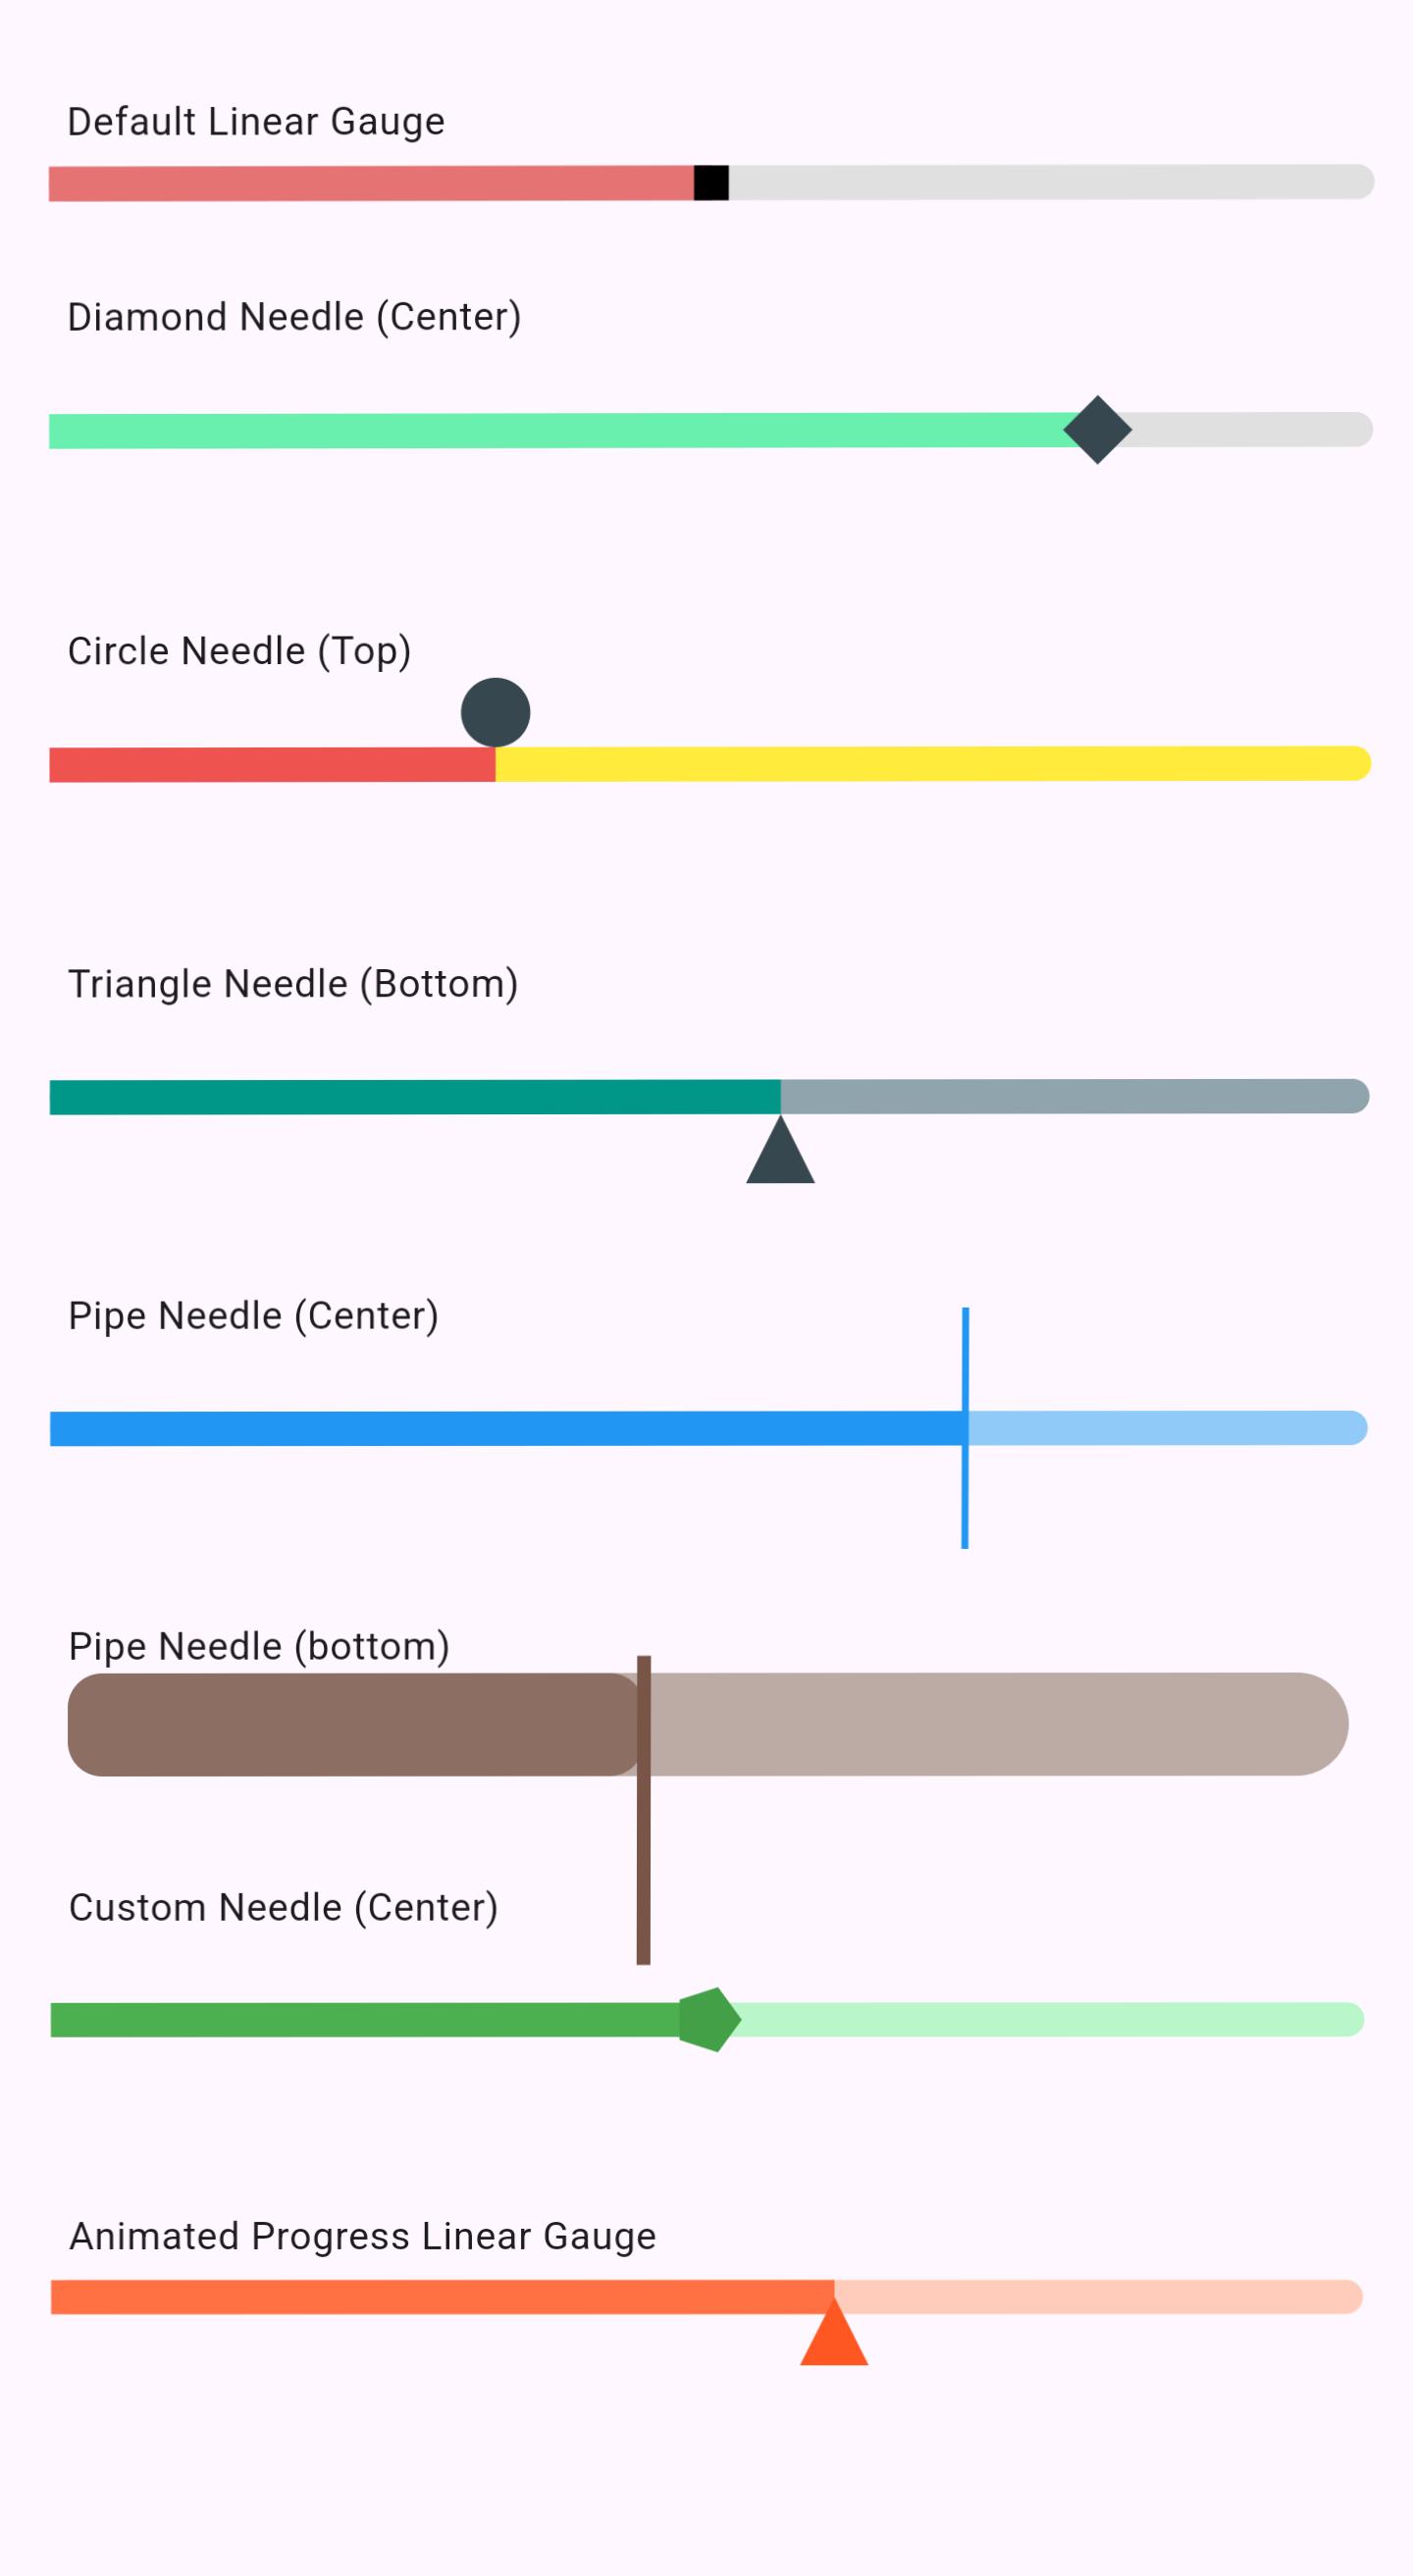 Default Linear Gauge
Diamond Needle (Center)
Circle Needle (Top)
Triangle Needle (Bottom)
Pipe Needle (Center)
Pipe Needle (bottom)
Custom Needle (Center)
Animated Progress Linear Gauge